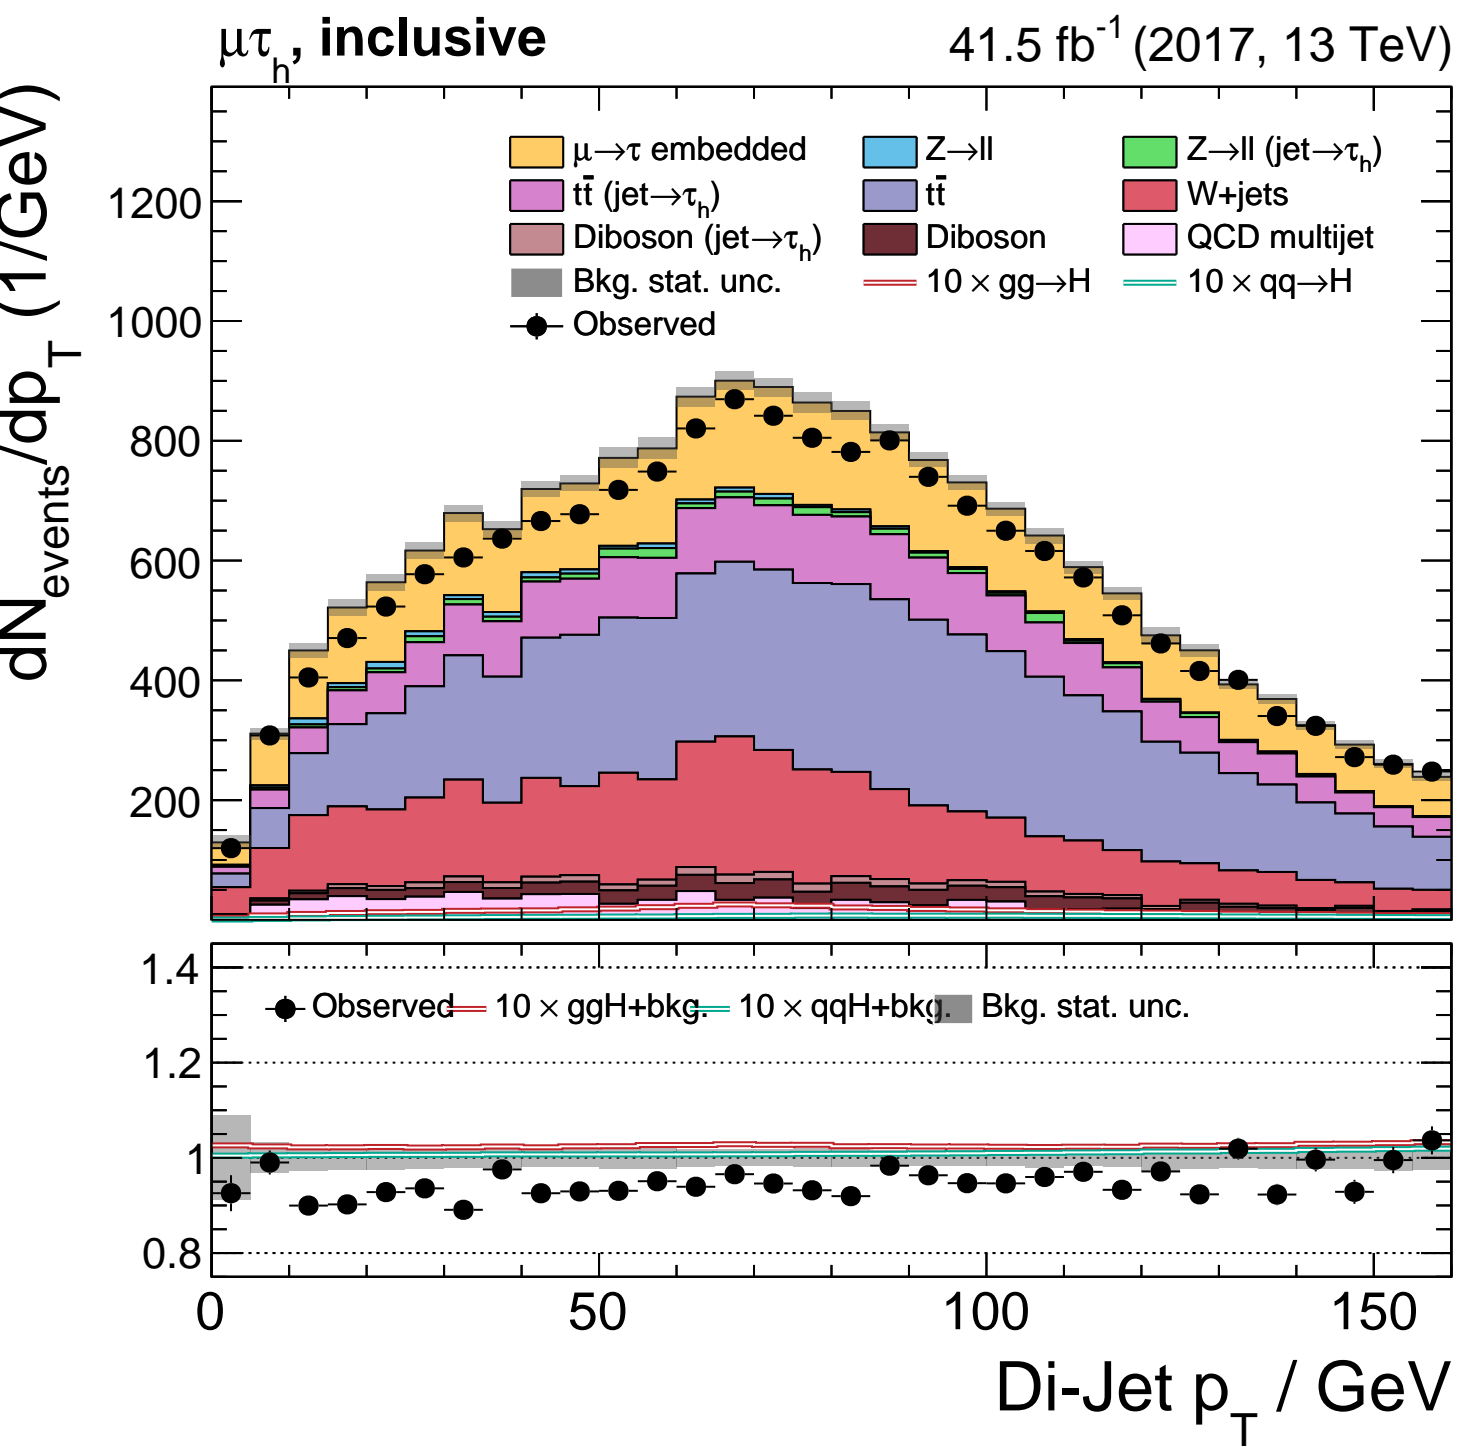 μτh, inclusive 41.5 fb-1 (2017, 13 TeV)
dNevents/dpT (1/GeV)
μ→τ embedded Z→ll Z→ll (jet→τh)
tt̄ (jet→τh) tt̄ W+jets
Diboson (jet→τh) Diboson QCD multijet
Bkg. stat. unc. 10 × gg→H 10 × qq→H
Observed
1200
1000
800
600
400
200
1.4
Observed 10 × ggH+bkg. 10 × qqH+bkg. Bkg. stat. unc.
1.2
1
0.8
0 50 100 150
Di-Jet pT / GeV